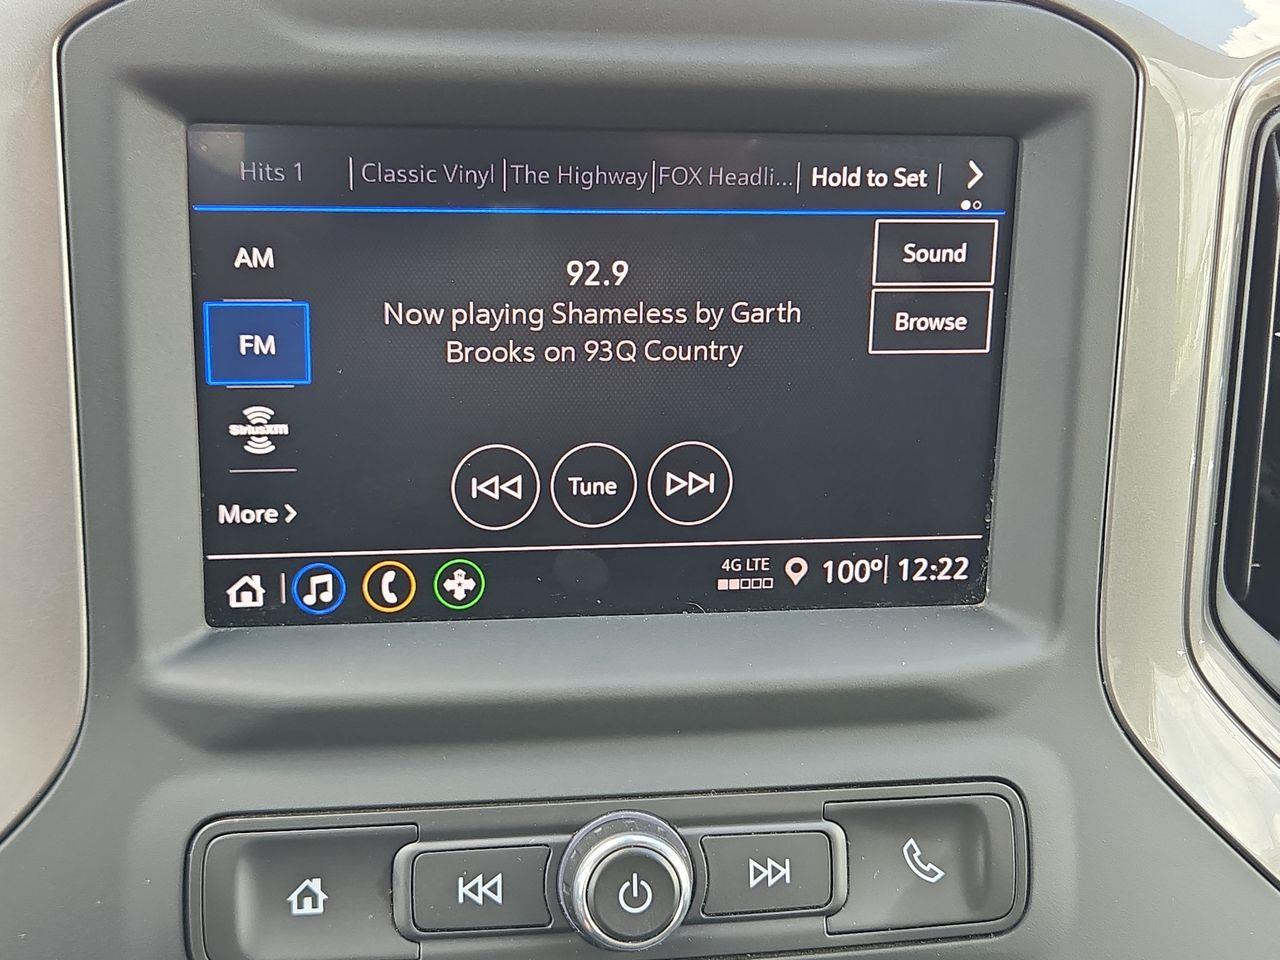 Hits 1 | Classic Vinyl | The Highway | FOX Headli... | Hold to Set |
AM
FM
SiriusXM
More
92.9
Now playing Shameless by Garth
Brooks on 93Q Country
Sound
Browse
Tune
4G LTE
100° | 12:22